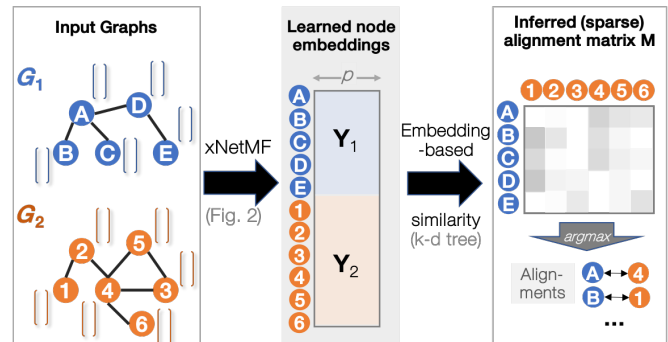 Input Graphs
G1
A
D
B
C
E
G2
2
5
1
4
3
6
xNetMF
(Fig. 2)
Learned node
embeddings
p
A
B
C
D
E
1
2
3
4
5
6
Y1
Y2
Embedding
-based
similarity
(k-d tree)
Inferred (sparse)
alignment matrix M
1 2 3 4 5 6
A
B
C
D
E
argmax
Align-
ments
A 4
B 1
...